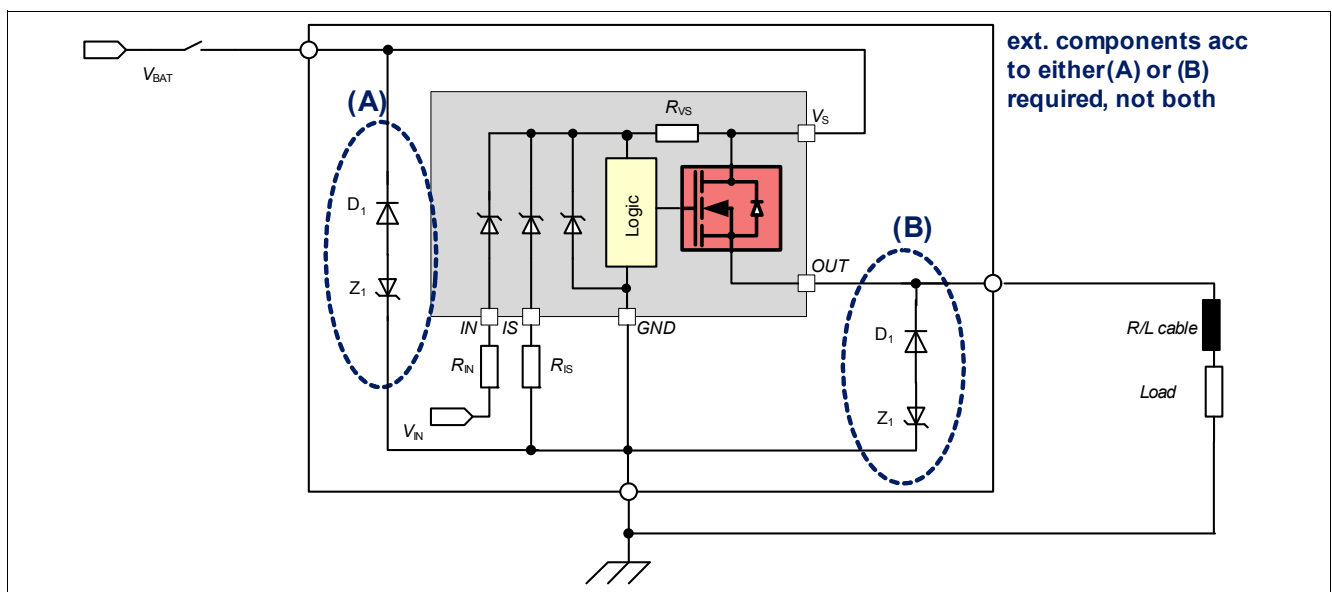 ext. components acc
to either(A) or (B)
required, not both
VBAT
(A)
RVS
VS
D1
Logic
(B)
Z1
OUT
IN
IS
GND
D1
R/L cable
RIN
RIS
Load
Z1
VIN